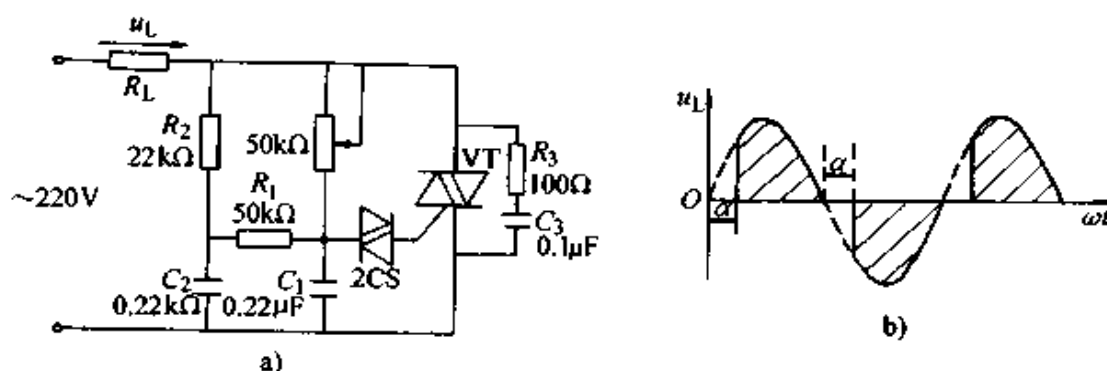 u_L
R_L
R_2
22kΩ
50kΩ
VT
R_3
100Ω
~220V
R_1
50kΩ
C_3
0.1μF
2CS
C_2
0.22kΩ
C_1
0.22μF
a)
u_L
α
O
α
ωt
b)